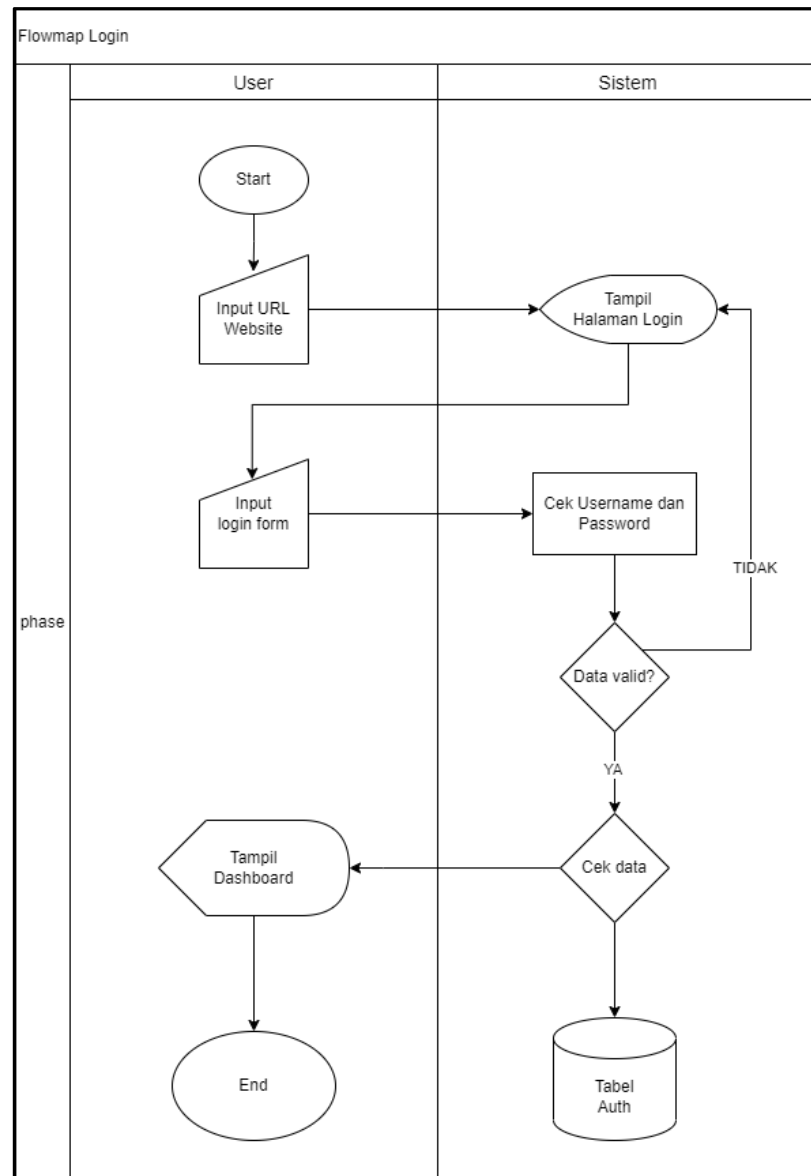 Flowmap Login
User
Sistem
Start
Input URL
Website
Tampil
Halaman Login
Input
login form
Cek Username dan
Password
TIDAK
phase
Data valid?
YA
Tampil
Dashboard
Cek data
End
Tabel
Auth